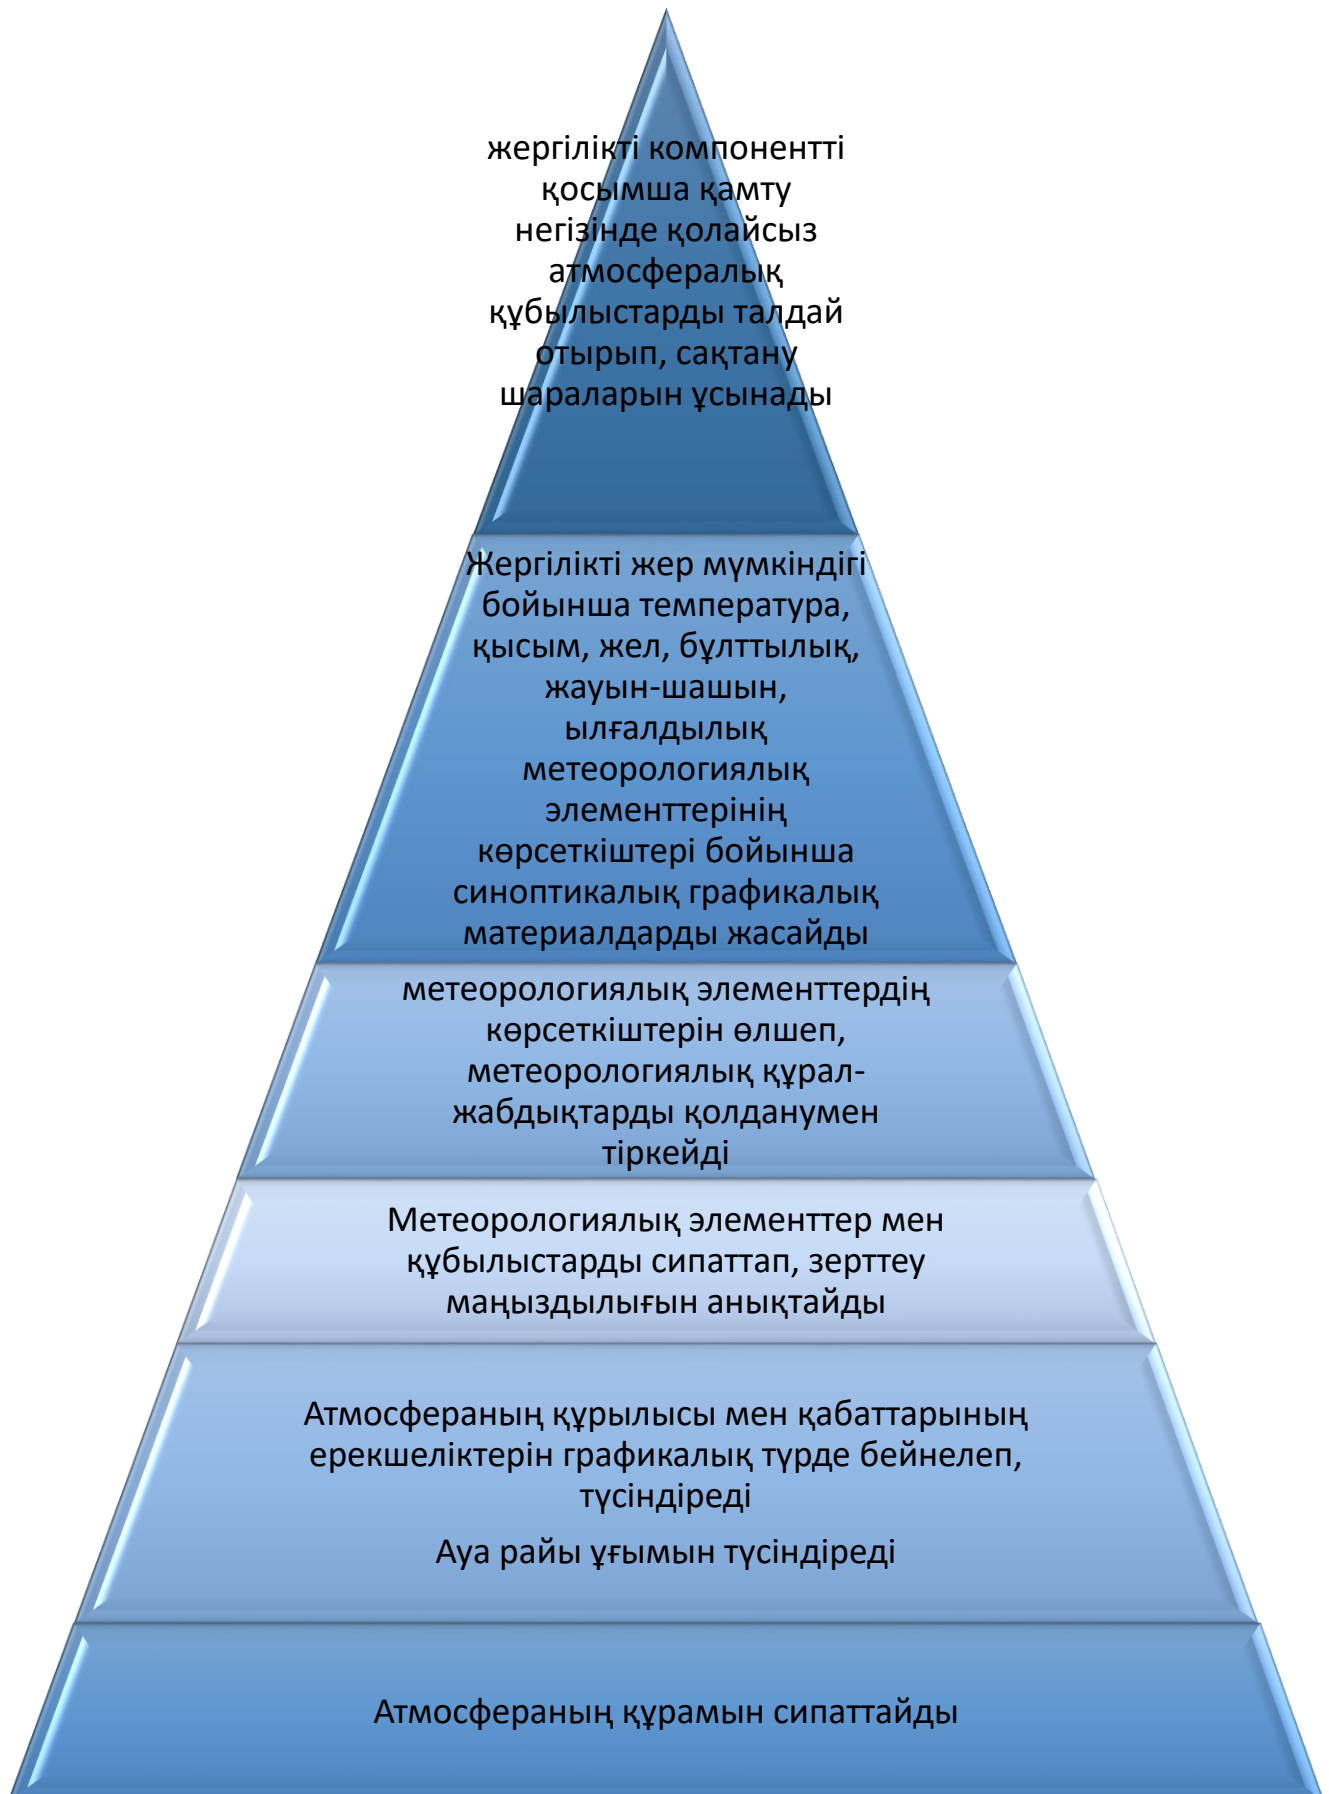 жергілікті компонентті
қосымша қамту
негізінде қолайсыз
атмосфералық
құбылыстарды талдай
отырып, сақтану
шараларын ұсынады
Жергілікті жер мүмкіндігі
бойынша температура,
қысым, жел, бұлттылық,
жауын-шашын,
ылғалдылық
метеорологиялық
элементтерінің
көрсеткіштері бойынша
синоптикалық графикалық
материалдарды жасайды
метеорологиялық элементтердің
көрсеткіштерін өлшеп,
метеорологиялық құрал-
жабдықтарды қолданумен
тіркейді
Метеорологиялық элементтер мен
құбылыстарды сипаттап, зерттеу
маңыздылығын анықтайды
Атмосфераның құрылысы мен қабаттарының
ерекшеліктерін графикалық түрде бейнелеп,
түсіндіреді
Ауа райы ұғымын түсіндіреді
Атмосфераның құрамын сипаттайды